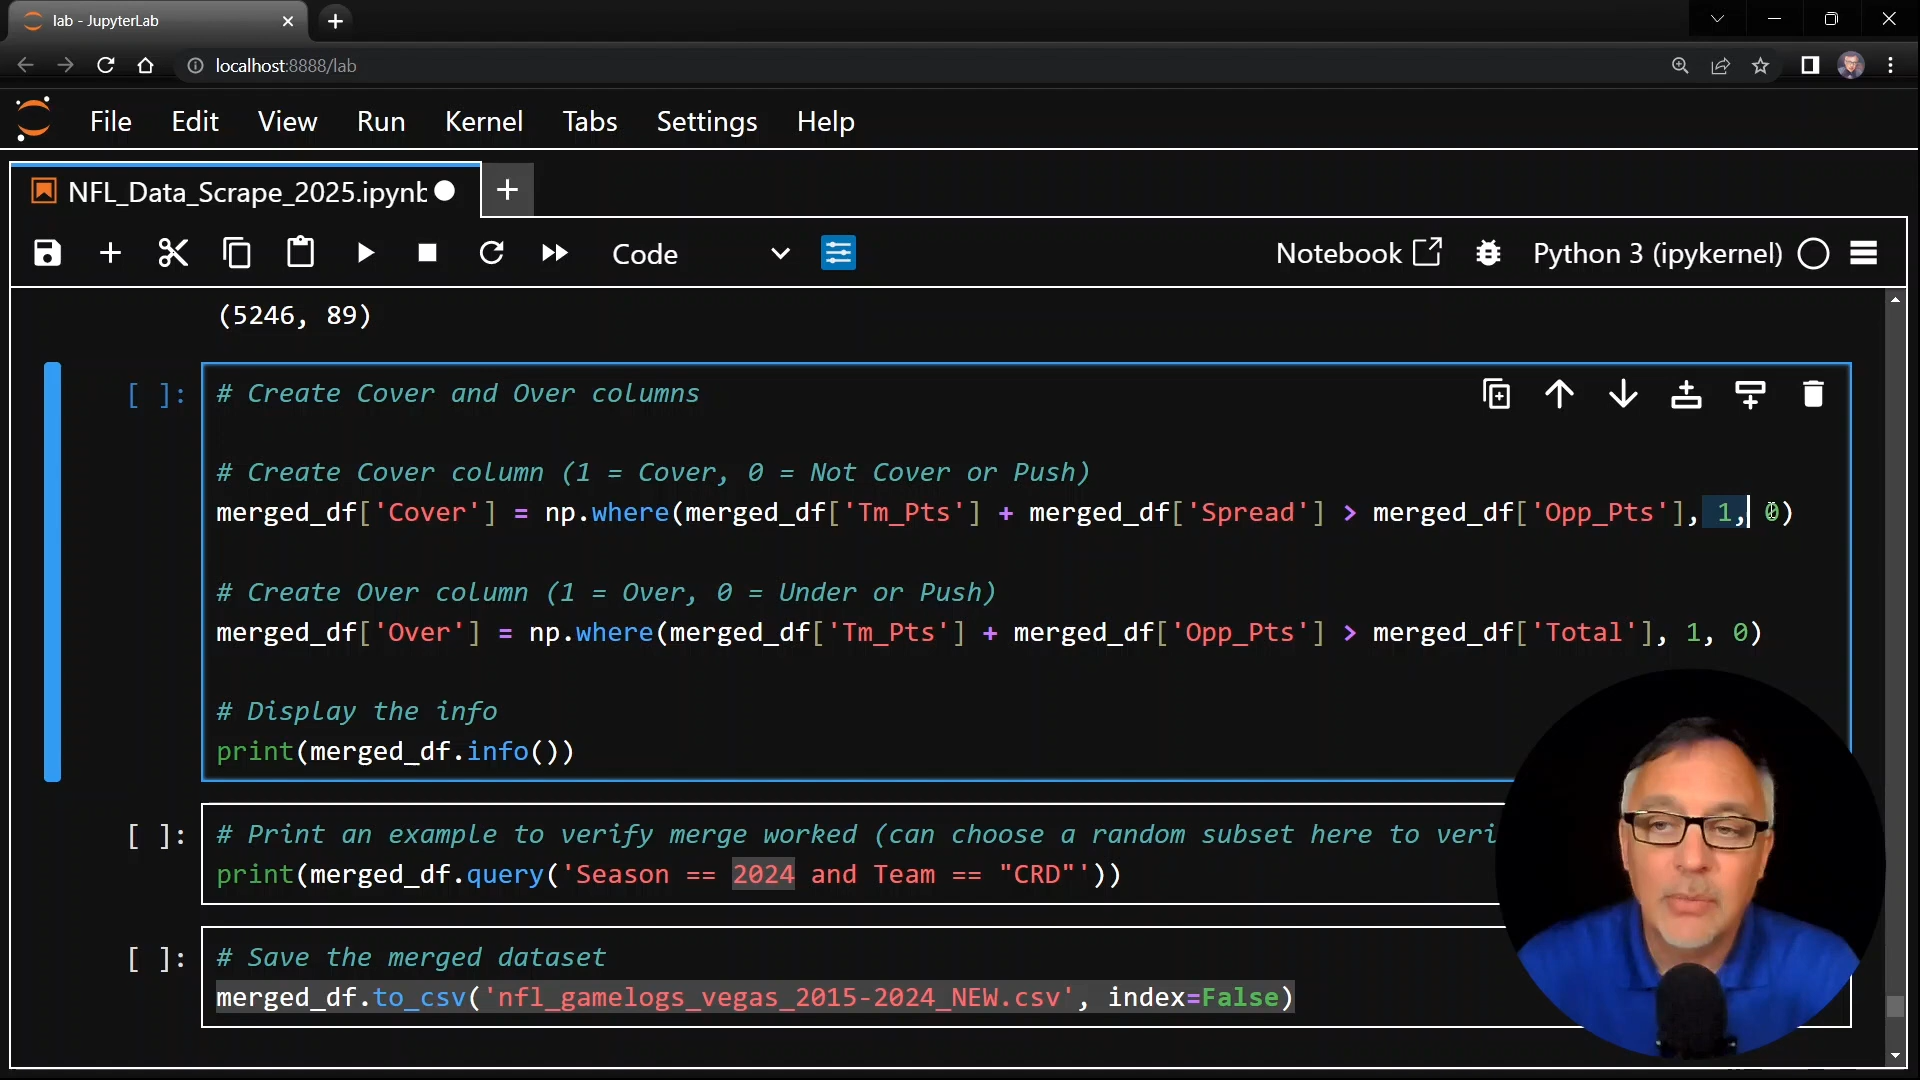 lab - JupyterLab
localhost:8888/lab
File Edit View Run Kernel Tabs Settings Help
NFL_Data_Scrape_2025.ipynb
Code Notebook Python 3 (ipykernel)
(5246, 89)
[ ]: # Create Cover and Over columns
# Create Cover column (1 = Cover, 0 = Not Cover or Push)
merged_df['Cover'] = np.where(merged_df['Tm_Pts'] + merged_df['Spread'] > merged_df['Opp_Pts'], 1, 0)
# Create Over column (1 = Over, 0 = Under or Push)
merged_df['Over'] = np.where(merged_df['Tm_Pts'] + merged_df['Opp_Pts'] > merged_df['Total'], 1, 0)
# Display the info
print(merged_df.info())
[ ]: # Print an example to verify merge worked (can choose a random subset here to veri
print(merged_df.query('Season == 2024 and Team == "CRD"'))
[ ]: # Save the merged dataset
merged_df.to_csv('nfl_gamelogs_vegas_2015-2024_NEW.csv', index=False)